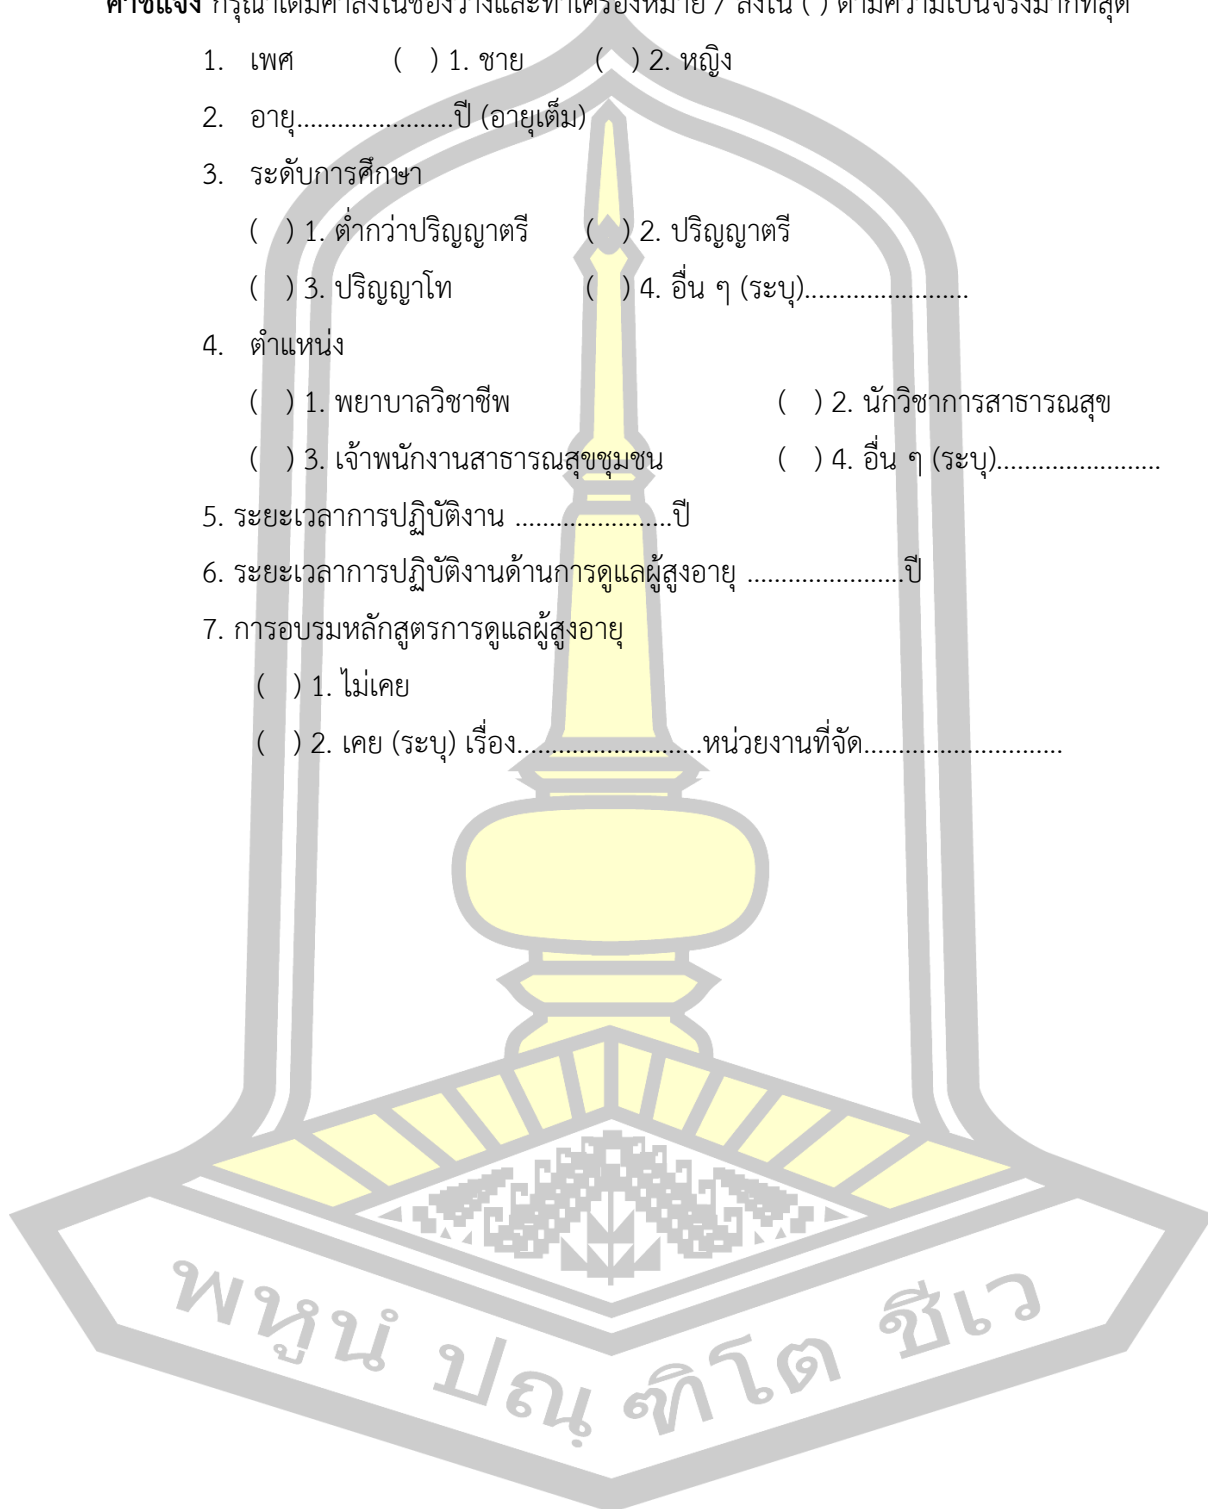 คำชี้แจง กรุณาเติมคำลงในช่องว่างและทำเครื่องหมาย / ลงใน ( ) ตามความเป็นจริงมากที่สุด
1. เพศ ( ) 1. ชาย ( ) 2. หญิง
2. อายุ.......................ปี (อายุเต็ม)
3. ระดับการศึกษา
( ) 1. ต่ำกว่าปริญญาตรี ( ) 2. ปริญญาตรี
( ) 3. ปริญญาโท ( ) 4. อื่น ๆ (ระบุ)........................
4. ตำแหน่ง
( ) 1. พยาบาลวิชาชีพ ( ) 2. นักวิชาการสาธารณสุข
( ) 3. เจ้าพนักงานสาธารณสุขชุมชน ( ) 4. อื่น ๆ (ระบุ)........................
5. ระยะเวลาการปฏิบัติงาน .......................ปี
6. ระยะเวลาการปฏิบัติงานด้านการดูแลผู้สูงอายุ .......................ปี
7. การอบรมหลักสูตรการดูแลผู้สูงอายุ
( ) 1. ไม่เคย
( ) 2. เคย (ระบุ) เรื่อง...........................หน่วยงานที่จัด.............................
พหูนํ ปณฺฑิโต ชีเว